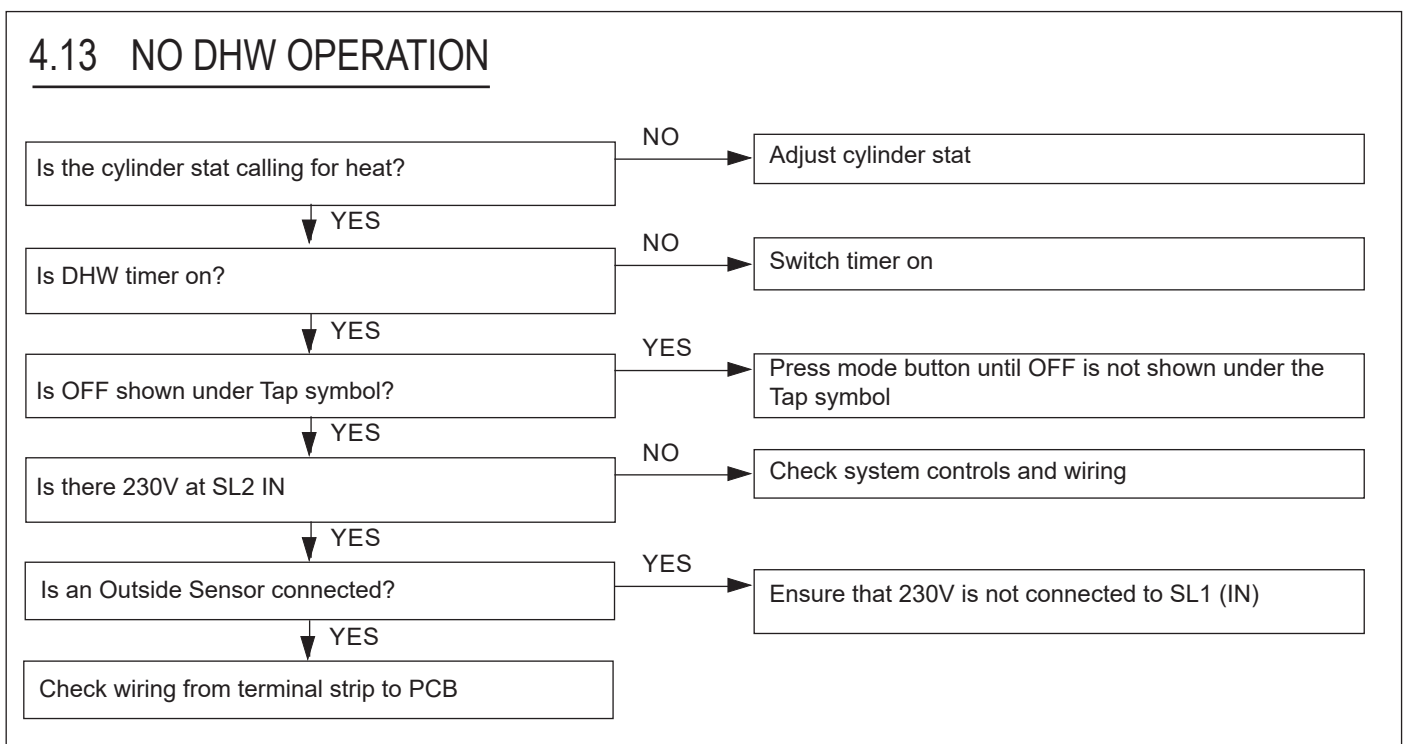 4.13 NO DHW OPERATION
Is the cylinder stat calling for heat?
NO
Adjust cylinder stat
YES
Is DHW timer on?
NO
Switch timer on
YES
Is OFF shown under Tap symbol?
YES
Press mode button until OFF is not shown under the
Tap symbol
YES
Is there 230V at SL2 IN
NO
Check system controls and wiring
YES
Is an Outside Sensor connected?
YES
Ensure that 230V is not connected to SL1 (IN)
YES
Check wiring from terminal strip to PCB